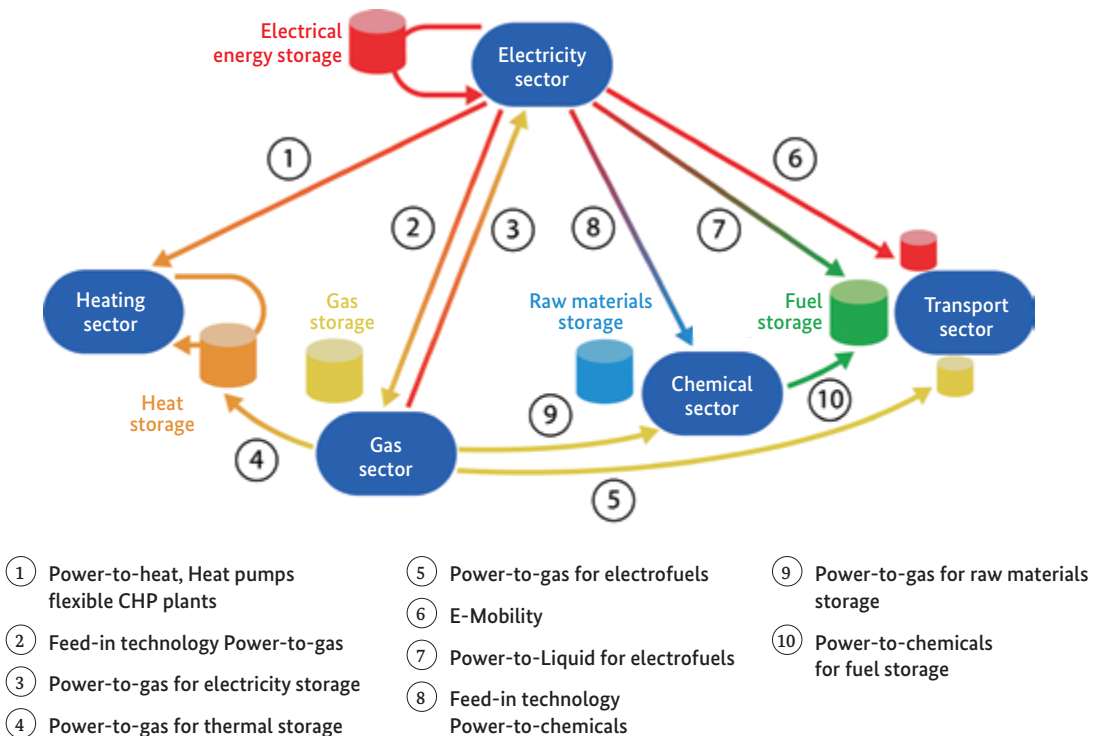 Electrical
energy storage
Electricity
sector
1
6
2
3
8
7
Heating
sector
Gas
storage
Raw materials
storage
Fuel
storage
Transport
sector
Heat
storage
Chemical
sector
9
10
Gas
sector
4
5
1 Power-to-heat, Heat pumps
flexible CHP plants
2 Feed-in technology Power-to-gas
3 Power-to-gas for electricity storage
4 Power-to-gas for thermal storage
5 Power-to-gas for electrofuels
6 E-Mobility
7 Power-to-Liquid for electrofuels
8 Feed-in technology
Power-to-chemicals
9 Power-to-gas for raw materials
storage
10 Power-to-chemicals
for fuel storage